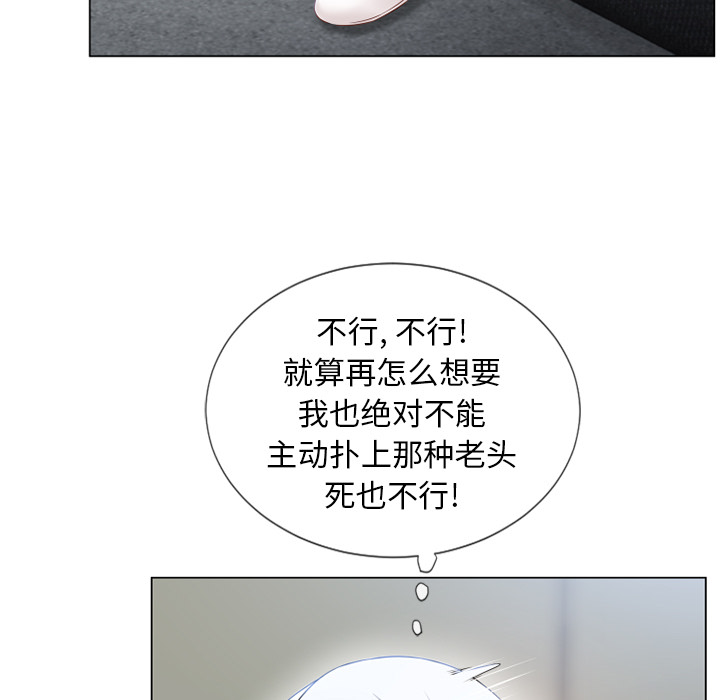 不行, 不行!
就算再怎么想要
我也绝对不能
主动扑上那种老头
死也不行!